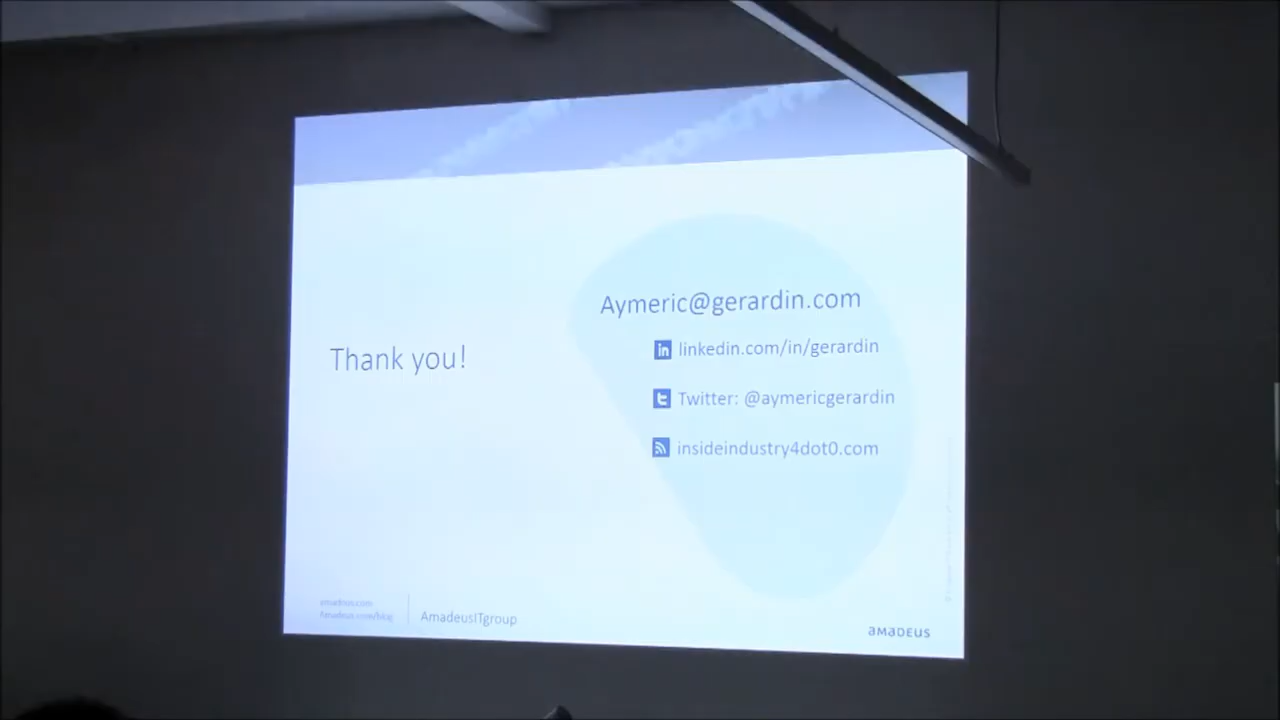 Thank you!
Aymeric@gerardin.com
in linkedin.com/in/gerardin
Twitter: @aymericgerardin
insideindustry4dot0.com
amadeus.com
Amadeus.com/blog
AmadeusITgroup
aMaDEUS